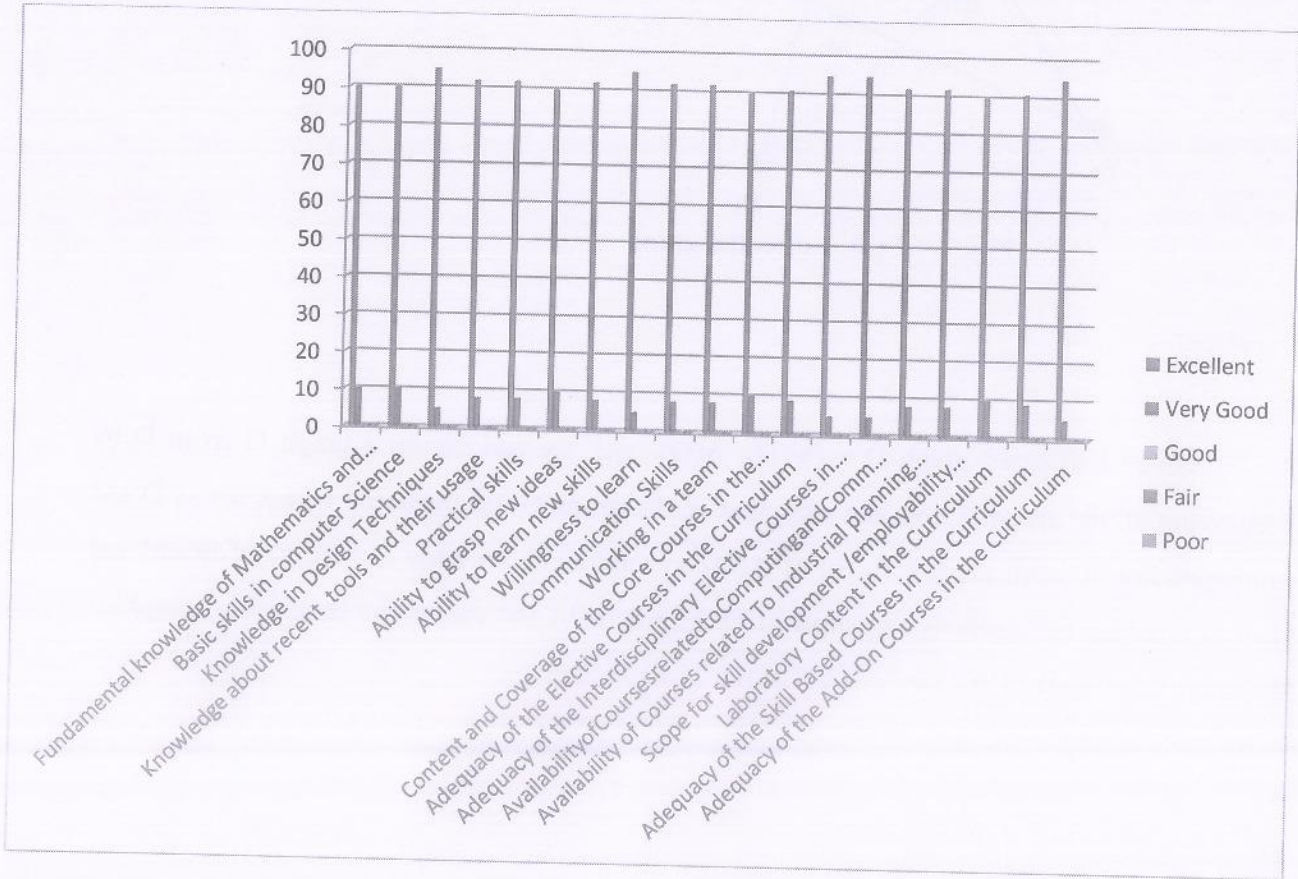 100
90
80
70
60
50
40
30
20
10
0
Fundamental knowledge of Mathematics and...
Basic skills in computer Science
Knowledge in Design Techniques
Knowledge about recent tools and their usage
Practical skills
Ability to grasp new ideas
Ability to learn new skills
Willingness to learn
Communication Skills
Working in a team
Content and Coverage of the Core Courses in the...
Adequacy of the Elective Courses in the Curriculum
Adequacy of the Interdisciplinary Elective Courses in...
AvailabilityofCoursesrelatedtoComputingandComm...
Availability of Courses related To Industrial planning...
Scope for skill development /employability...
Laboratory Content in the Curriculum
Adequacy of the Skill Based Courses in the Curriculum
Adequacy of the Add-On Courses in the Curriculum
Excellent
Very Good
Good
Fair
Poor